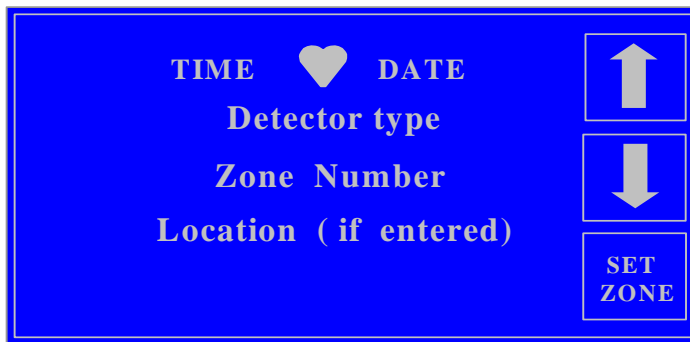 TIME DATE
Detector type
Zone Number
Location ( if entered)
SET
ZONE